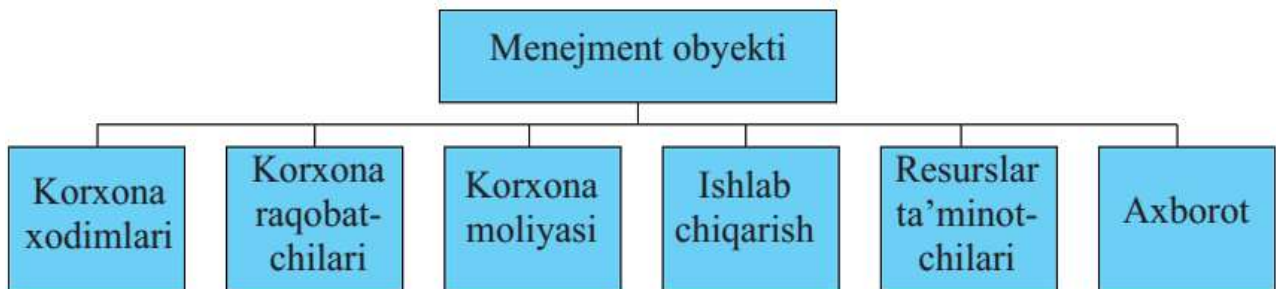 Menejment obyekti
Korxona
xodimlari
Korxona
raqobat-
chilari
Korxona
moliyasi
Ishlab
chiqarish
Resurslar
ta’minot-
chilari
Axborot